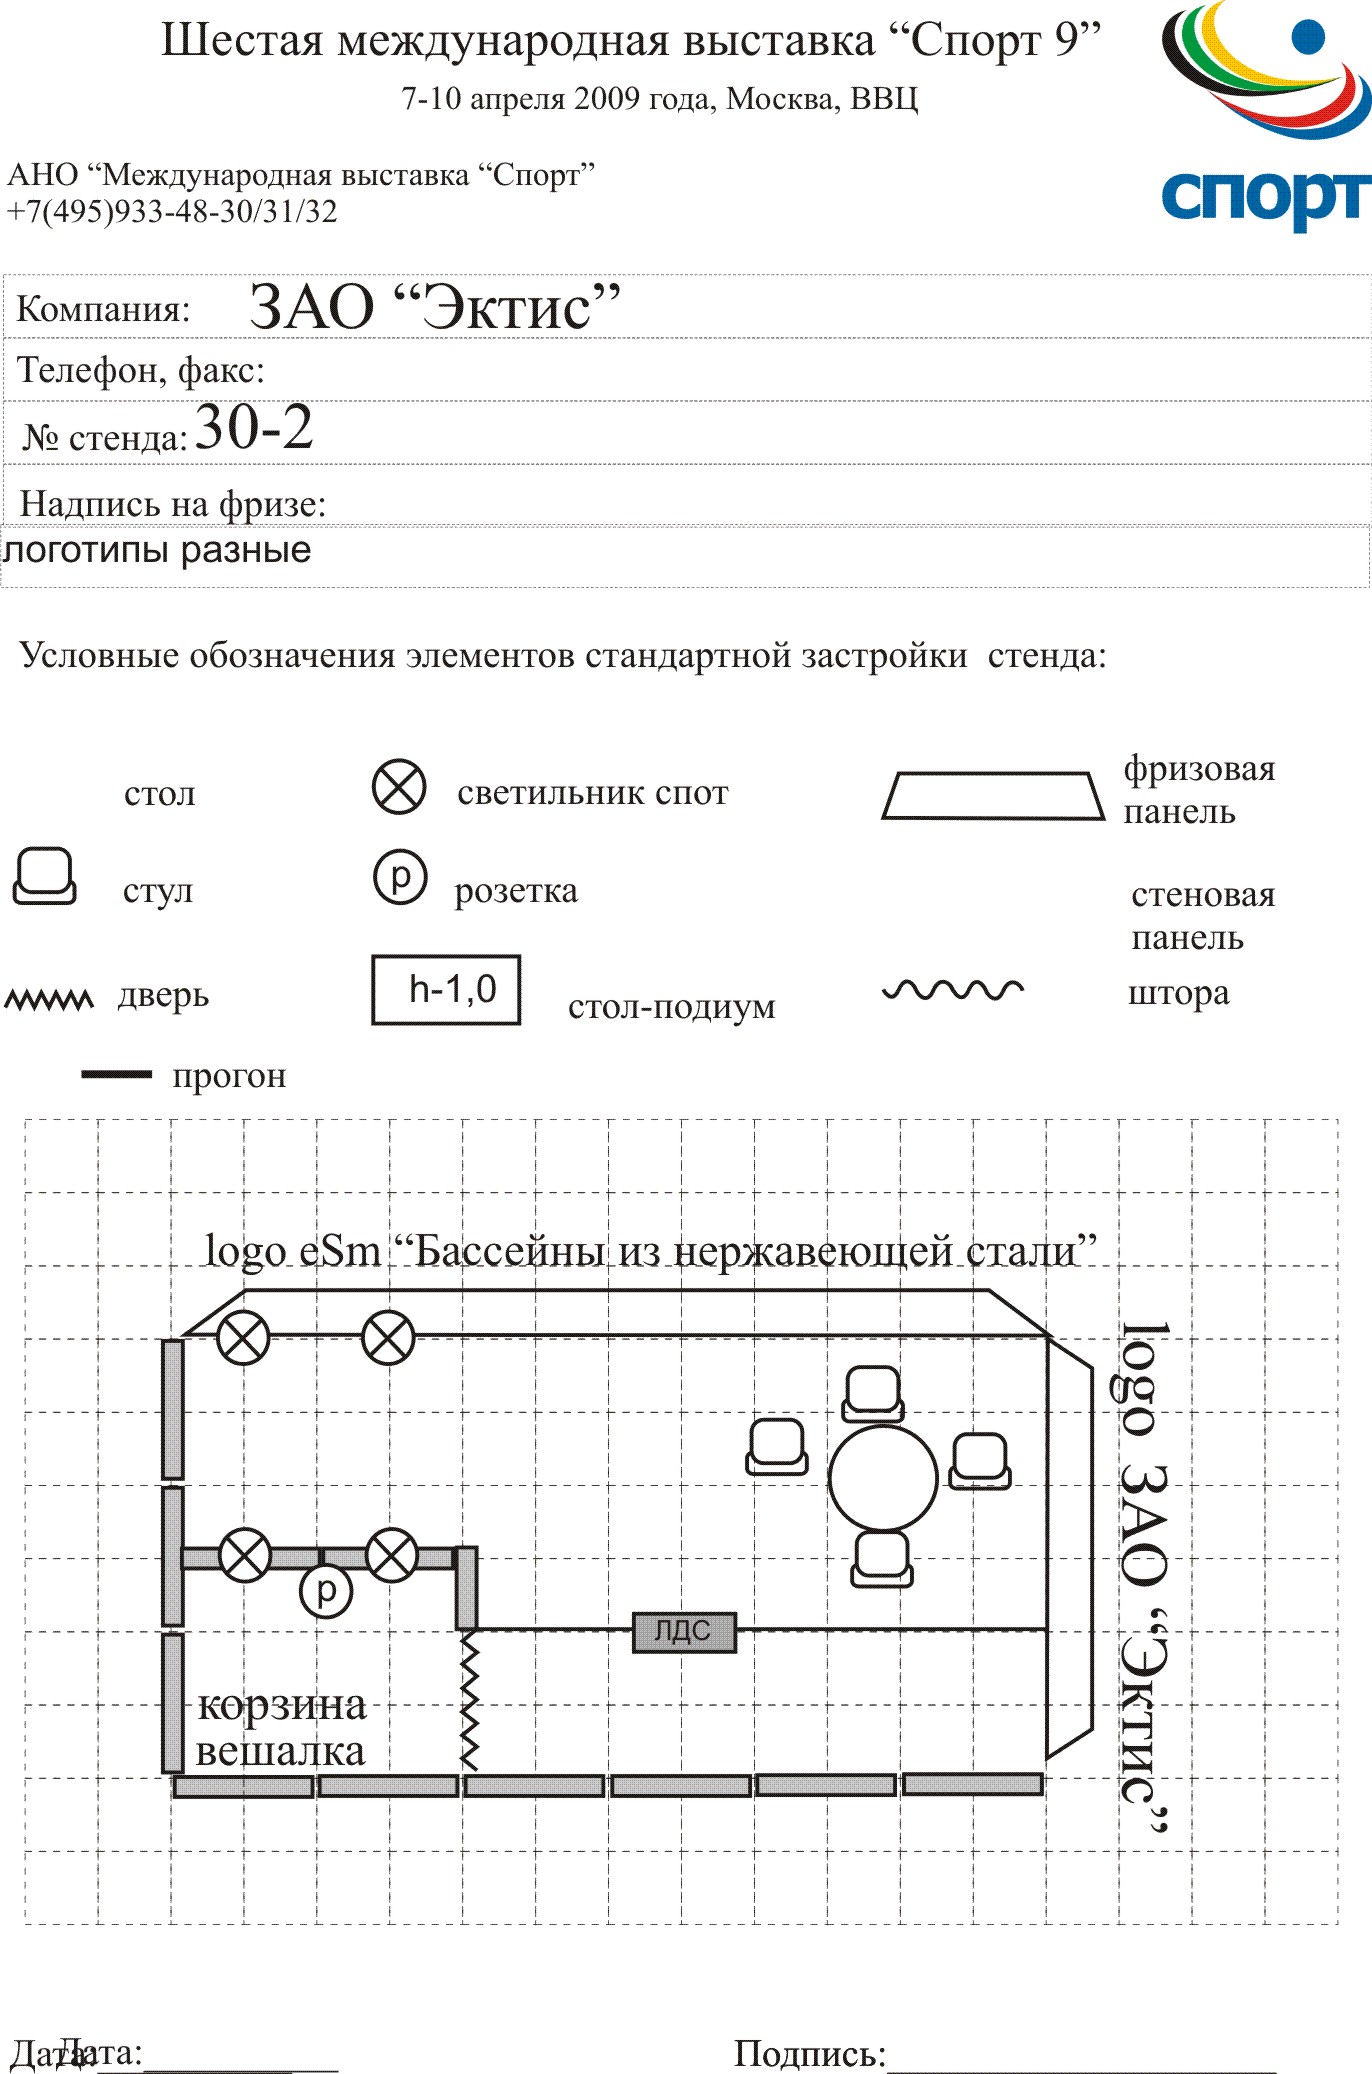 Шестая международная выставка “Спорт 9”
7-10 апреля 2009 года, Москва, ВВЦ
спорт
АНО “Международная выставка “Спорт”
+7(495)933-48-30/31/32
Компания: ЗАО “Эктис”
Телефон, факс:
№ стенда: 30-2
Надпись на фризе:
логотипы разные
Условные обозначения элементов стандартной застройки стенда:
стол
светильник спот
фризовая
панель
стул
р
розетка
стеновая
панель
дверь
h-1,0
стол-подиум
штора
прогон
logo eSm “Бассейны из нержавеющей стали”
logo ЗАО “Эктис”
р
ЛДС
корзина
вешалка
Дата:
Дата:__________
Подпись:____________________